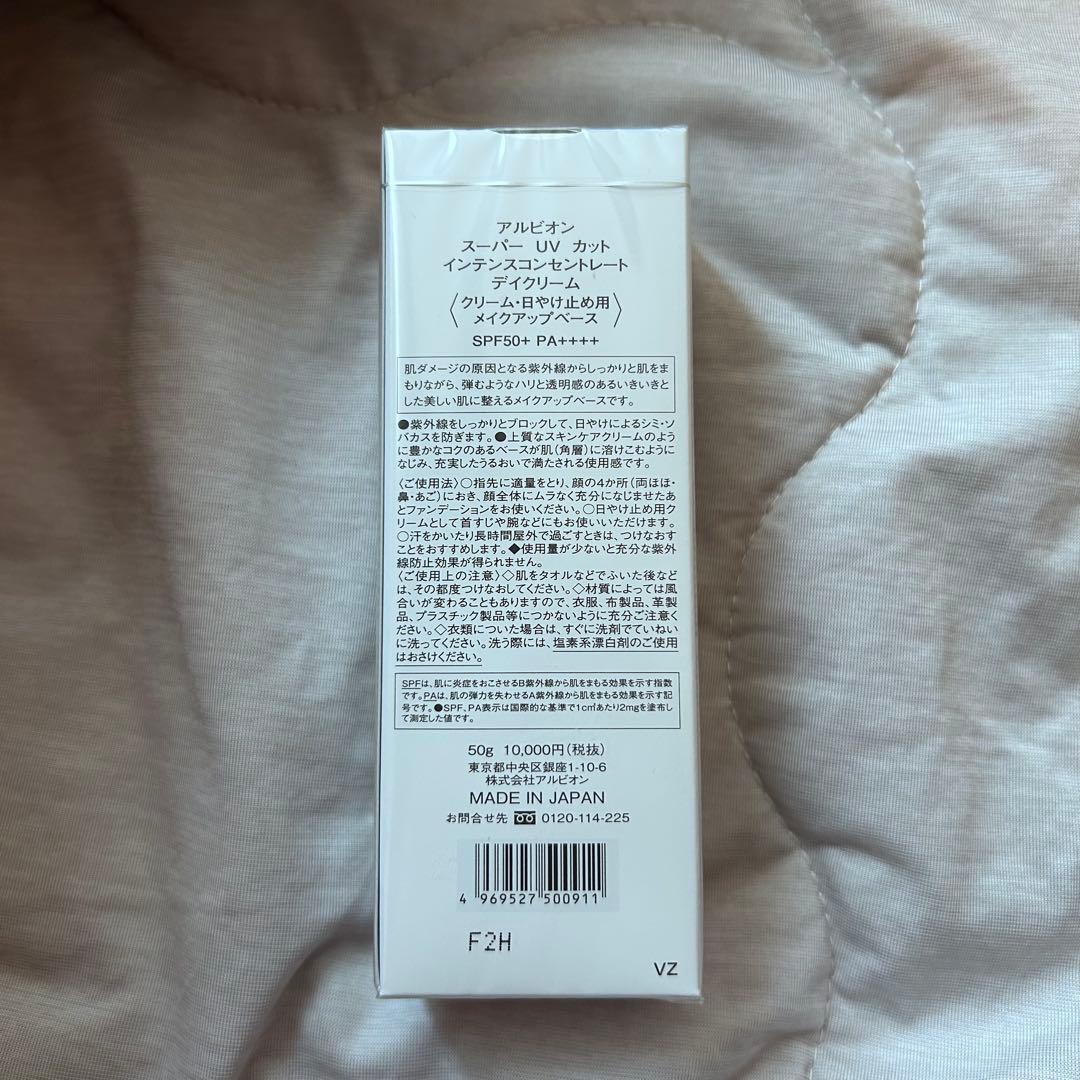 アルビオン
スーパー UV カット
インテンスコンセントレート
デイクリーム
〈クリーム・日やけ止め用
メイクアップベース〉
SPF50+ PA++++
肌ダメージの原因となる紫外線からしっかりと肌をま
もりながら、弾むようなハリと透明感のあるいきいきと
した美しい肌に整えるメイクアップベースです。
●紫外線をしっかりとブロックして、日やけによるシミ・ソ
バカスを防ぎます。●上質なスキンケアクリームのよう
に豊かなコクのあるベースが肌(角層)に溶けこむように
なじみ、充実したうるおいで満たされる使用感です。
〈ご使用法〉○指先に適量をとり、顔の4か所(両ほほ・
鼻・あご)におき、顔全体にムラなく充分になじませたあ
とファンデーションをお使いください。○日やけ止め用ク
リームとして首すじや腕などにもお使いいただけます。
○汗をかいたり長時間屋外で過ごすときは、つけなおす
ことをおすすめします。◆使用量が少ないと充分な紫外
線防止効果が得られません。
〈ご使用上の注意〉◇肌をタオルなどでふいた後など
は、その都度つけなおしてください。◇材質によっては風
合いが変わることもありますので、衣服、布製品、革製
品、プラスチック製品等につかないように充分ご注意く
ださい。◇衣類についた場合は、すぐに洗剤でていねい
に洗ってください。洗う際には、塩素系漂白剤のご使用
はおさけください。
SPFは、肌に炎症をおこさせるB紫外線から肌をまもる効果を示す指数
です。PAは、肌の弾力を失わせるA紫外線から肌をまもる効果を示す記
号です。●SPF、PA表示は国際的な基準で1c㎡あたり2mgを塗布し
て測定した値です。
50g 10,000円(税抜)
東京都中央区銀座1-10-6
株式会社アルビオン
MADE IN JAPAN
お問合せ先 0120-114-225
4 969527 500911
F2H
VZ